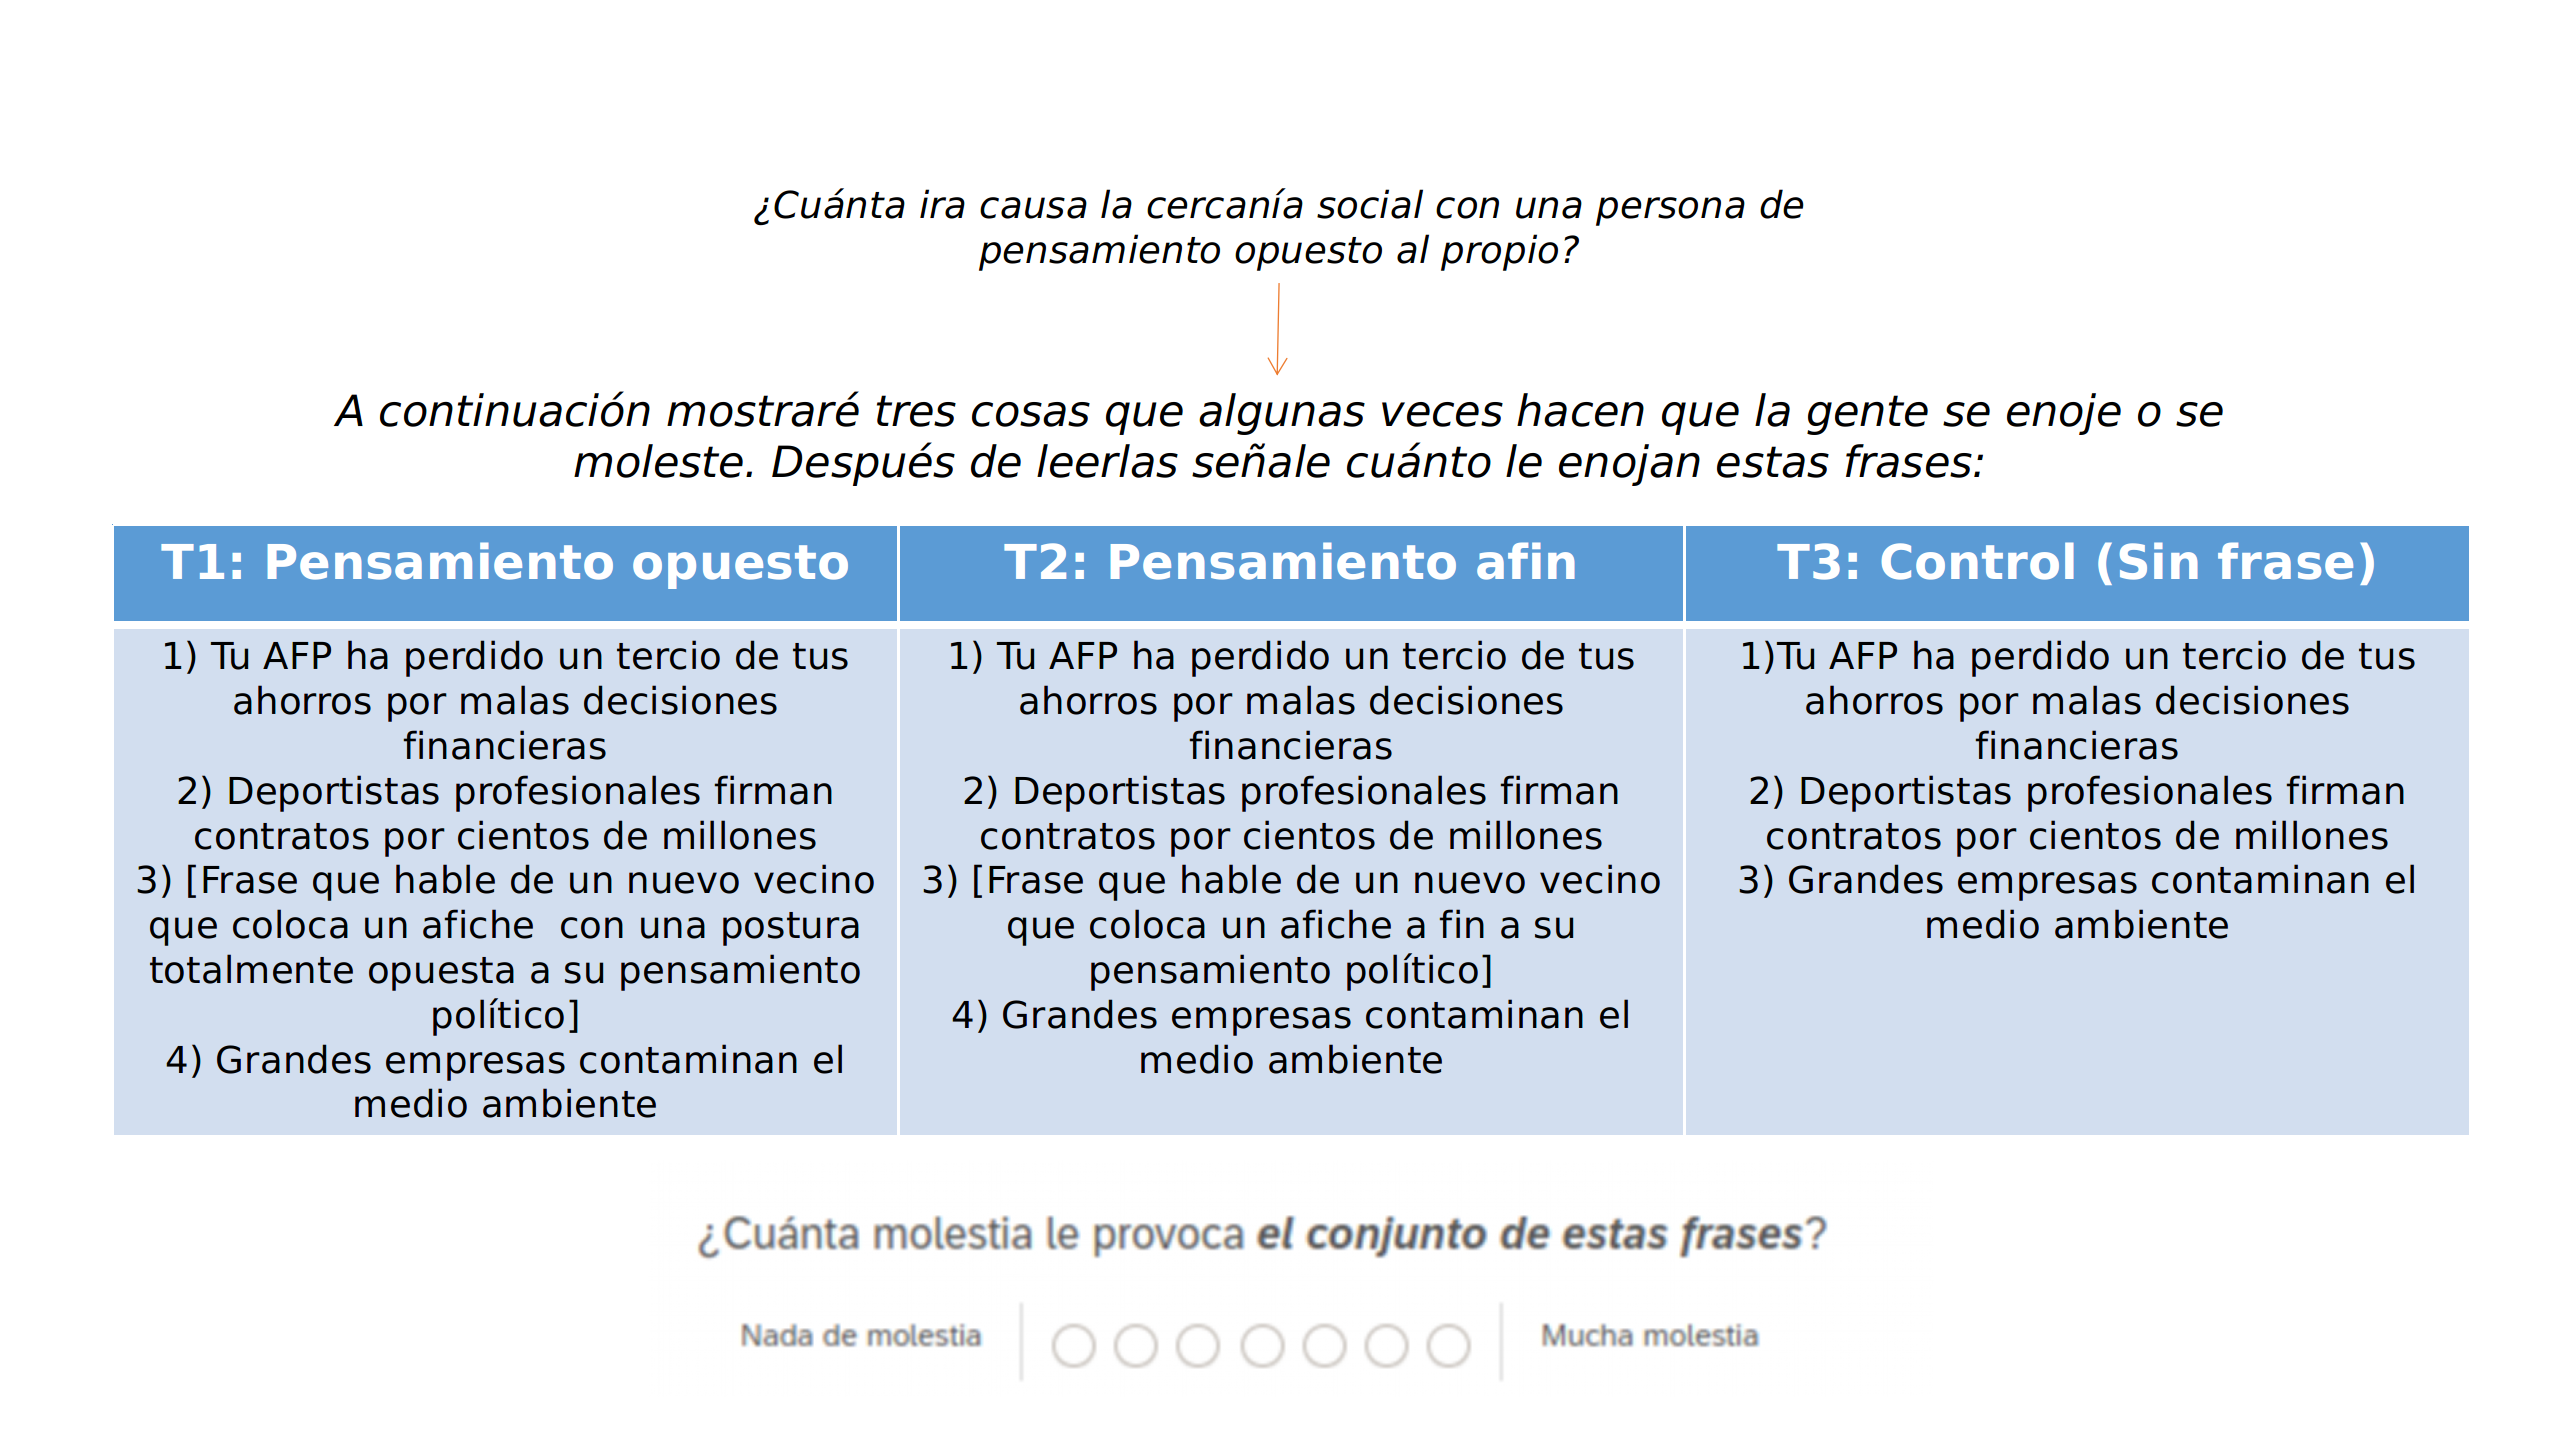 ¿Cuánta ira causa la cercanía social con una persona de
pensamiento opuesto al propio?
A continuación mostraré tres cosas que algunas veces hacen que la gente se enoje o se
moleste. Después de leerlas señale cuánto le enojan estas frases:
T1: Pensamiento opuesto
1) Tu AFP ha perdido un tercio de tus
ahorros por malas decisiones
financieras
2) Deportistas profesionales firman
contratos por cientos de millones
3) [Frase que hable de un nuevo vecino
que coloca un afiche  con una postura
totalmente opuesta a su pensamiento
político]
4) Grandes empresas contaminan el
medio ambiente
T2: Pensamiento afin
1) Tu AFP ha perdido un tercio de tus
ahorros por malas decisiones
financieras
2) Deportistas profesionales firman
contratos por cientos de millones
3) [Frase que hable de un nuevo vecino
que coloca un afiche a fin a su
pensamiento político]
4) Grandes empresas contaminan el
medio ambiente
T3: Control (Sin frase)
1)Tu AFP ha perdido un tercio de tus
ahorros por malas decisiones
financieras
2) Deportistas profesionales firman
contratos por cientos de millones
3) Grandes empresas contaminan el
medio ambiente
¿Cuánta molestia le provoca el conjunto de estas frases?
Nada de molestia
Mucha molestia